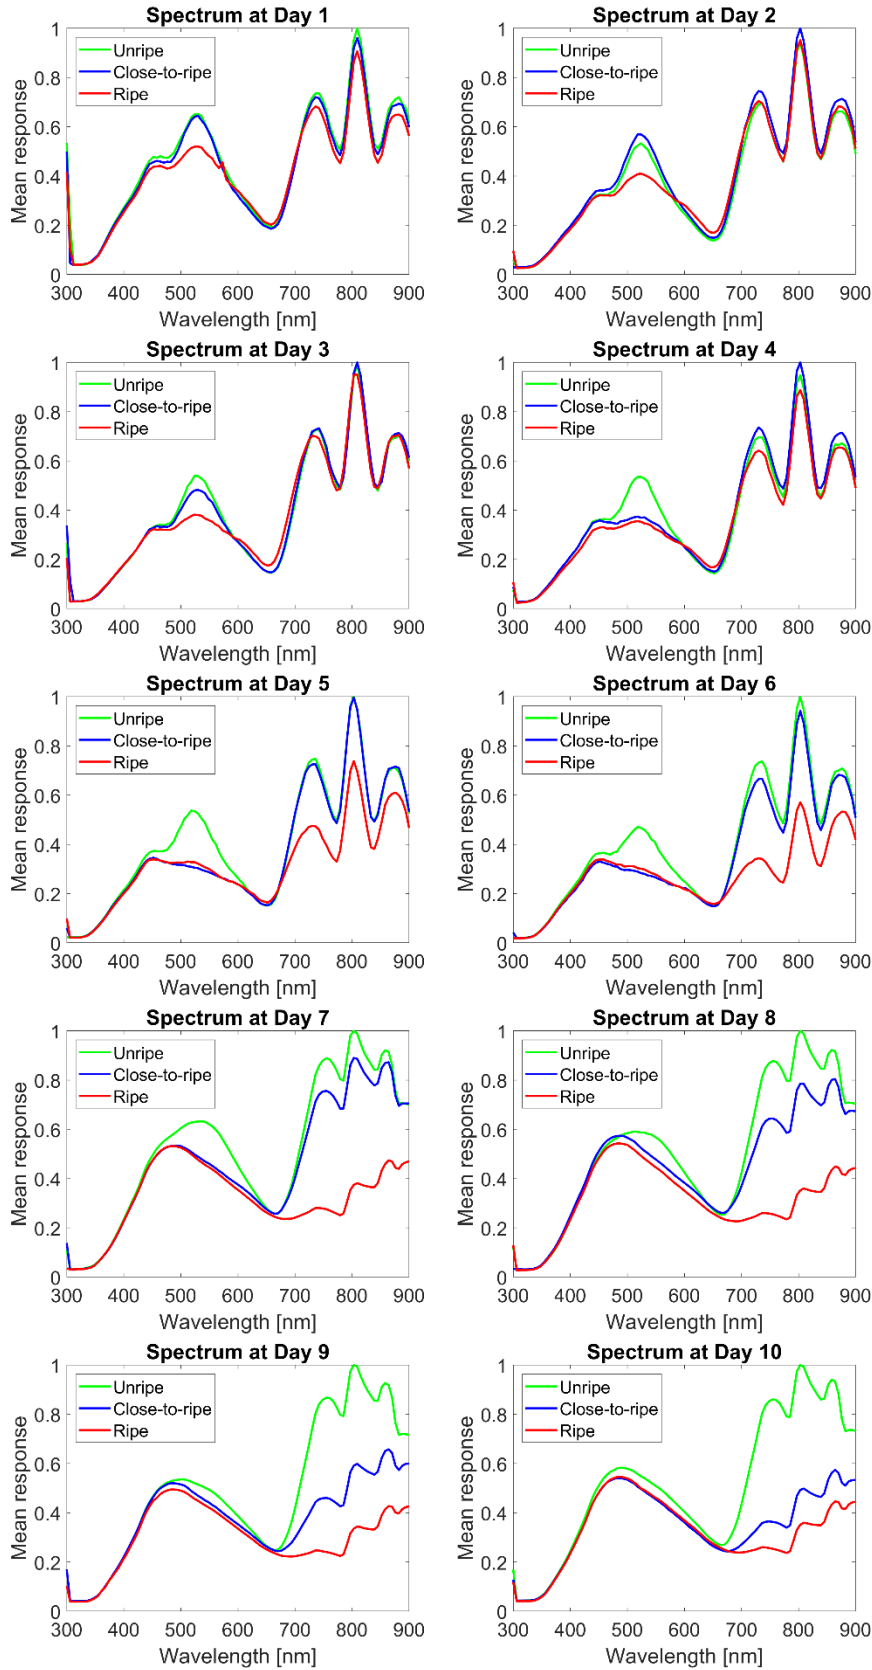 Spectrum at Day 1
Mean response
1
0.8
0.6
0.4
0.2
0
Unripe
Close-to-ripe
Ripe
300 400 500 600 700 800 900
Wavelength [nm]
Spectrum at Day 2
Mean response
1
0.8
0.6
0.4
0.2
0
Unripe
Close-to-ripe
Ripe
300 400 500 600 700 800 900
Wavelength [nm]
Spectrum at Day 3
Mean response
1
0.8
0.6
0.4
0.2
0
Unripe
Close-to-ripe
Ripe
300 400 500 600 700 800 900
Wavelength [nm]
Spectrum at Day 4
Mean response
1
0.8
0.6
0.4
0.2
0
Unripe
Close-to-ripe
Ripe
300 400 500 600 700 800 900
Wavelength [nm]
Spectrum at Day 5
Mean response
1
0.8
0.6
0.4
0.2
0
Unripe
Close-to-ripe
Ripe
300 400 500 600 700 800 900
Wavelength [nm]
Spectrum at Day 6
Mean response
1
0.8
0.6
0.4
0.2
0
Unripe
Close-to-ripe
Ripe
300 400 500 600 700 800 900
Wavelength [nm]
Spectrum at Day 7
Mean response
1
0.8
0.6
0.4
0.2
0
Unripe
Close-to-ripe
Ripe
300 400 500 600 700 800 900
Wavelength [nm]
Spectrum at Day 8
Mean response
1
0.8
0.6
0.4
0.2
0
Unripe
Close-to-ripe
Ripe
300 400 500 600 700 800 900
Wavelength [nm]
Spectrum at Day 9
Mean response
1
0.8
0.6
0.4
0.2
0
Unripe
Close-to-ripe
Ripe
300 400 500 600 700 800 900
Wavelength [nm]
Spectrum at Day 10
Mean response
1
0.8
0.6
0.4
0.2
0
Unripe
Close-to-ripe
Ripe
300 400 500 600 700 800 900
Wavelength [nm]